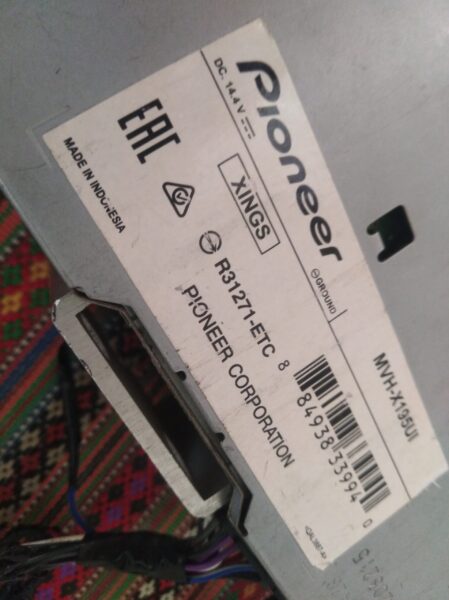 Pioneer
MVH-X195UI
DC 14.4 V
GROUND
XINGS
EAC
R31271-ETC
MADE IN INDONESIA
PIONEER CORPORATION
8 84938 33994 0